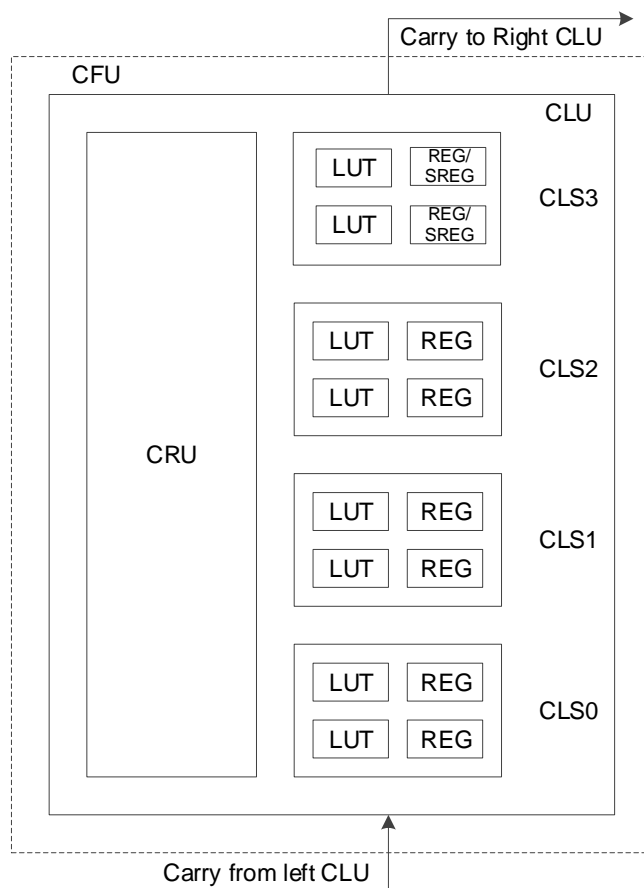 Carry to Right CLU
CFU
CLU
LUT
REG/
SREG
LUT
REG/
SREG
CLS3
LUT
REG
LUT
REG
CLS2
CRU
LUT
REG
LUT
REG
CLS1
LUT
REG
LUT
REG
CLS0
Carry from left CLU